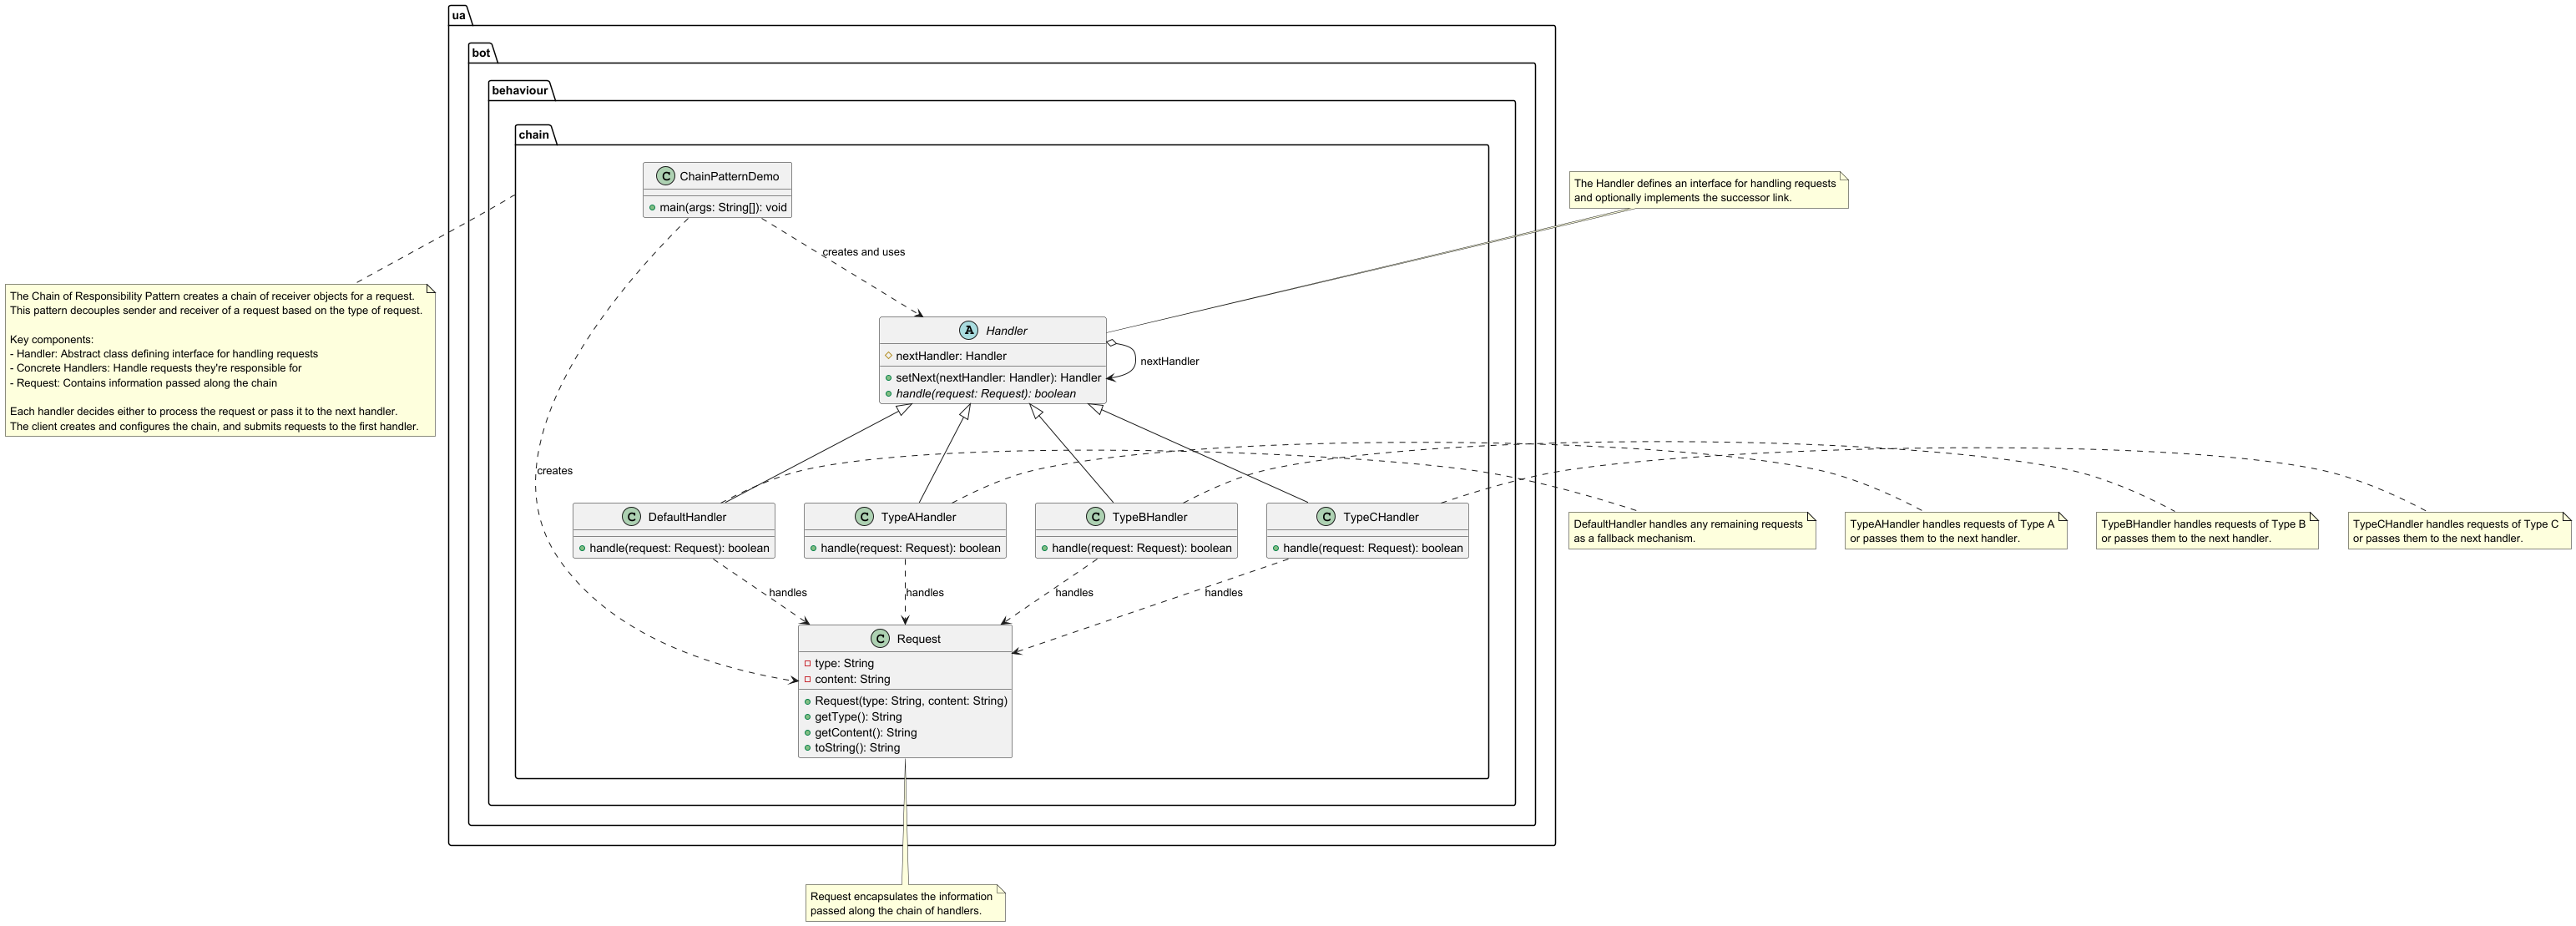 ua
bot
behaviour
chain
ChainPatternDemo
main(args: String[]): void
The Handler defines an interface for handling requests
and optionally implements the successor link.
creates and uses
The Chain of Responsibility Pattern creates a chain of receiver objects for a request.
This pattern decouples sender and receiver of a request based on the type of request.
Key components:
- Handler: Abstract class defining interface for handling requests
- Concrete Handlers: Handle requests they're responsible for
- Request: Contains information passed along the chain
Each handler decides either to process the request or pass it to the next handler.
The client creates and configures the chain, and submits requests to the first handler.
A Handler
nextHandler: Handler
setNext(nextHandler: Handler): Handler
handle(request: Request): boolean
nextHandler
creates
C DefaultHandler
handle(request: Request): boolean
C TypeAHandler
handle(request: Request): boolean
C TypeBHandler
handle(request: Request): boolean
C TypeCHandler
handle(request: Request): boolean
DefaultHandler handles any remaining requests
as a fallback mechanism.
TypeAHandler handles requests of Type A
or passes them to the next handler.
TypeBHandler handles requests of Type B
or passes them to the next handler.
TypeCHandler handles requests of Type C
or passes them to the next handler.
handles
handles
handles
handles
C Request
type: String
content: String
Request(type: String, content: String)
getType(): String
getContent(): String
toString(): String
Request encapsulates the information
passed along the chain of handlers.